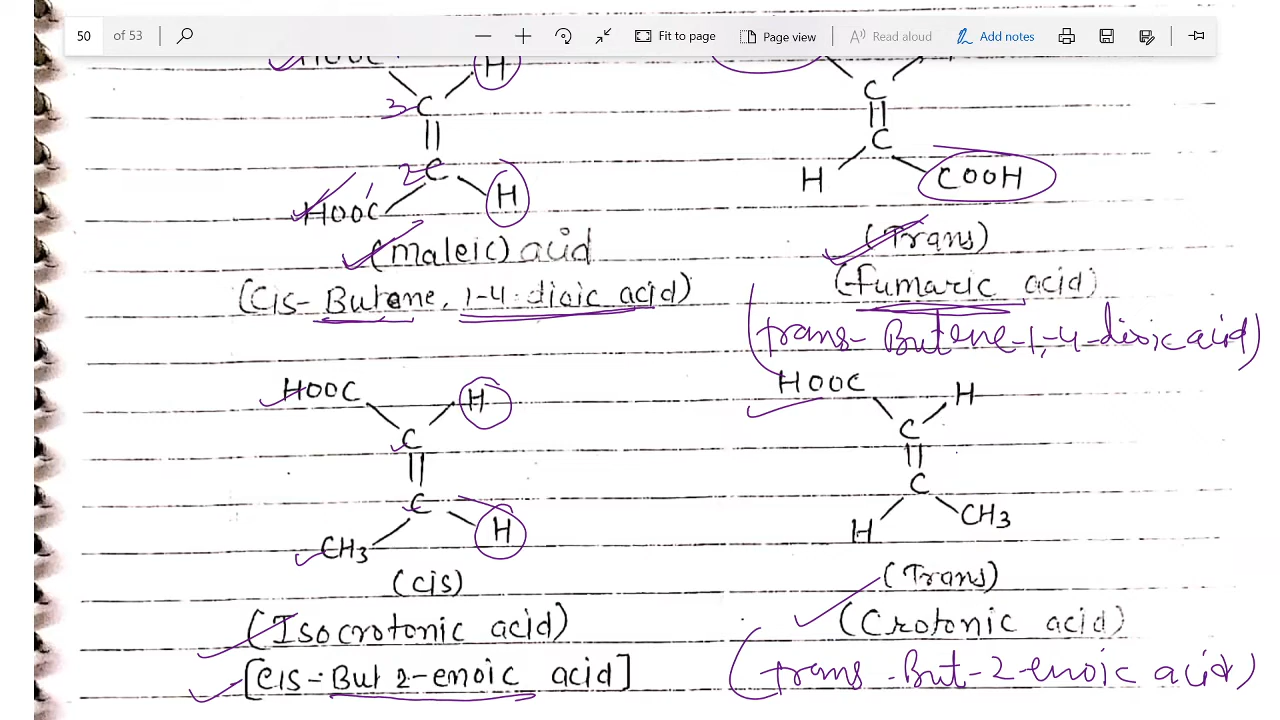 50 of 53 Fit to page Page view Read aloud Add notes
HOOC H
3 C C
2 C C
H H COOH
HOOC
(Maleic) acid (Trans)
(Cis- Butene, 1-4-dioic acid) (Fumaric acid)
(trans- Butene-1,-4-dioic acid)
HOOC H HOOC H
C C
C C
CH3 H H CH3
(cis) (Trans)
(Isocrotonic acid) (Crotonic acid)
[Cis-But 2-enoic acid] (trans-But-2-enoic acid)